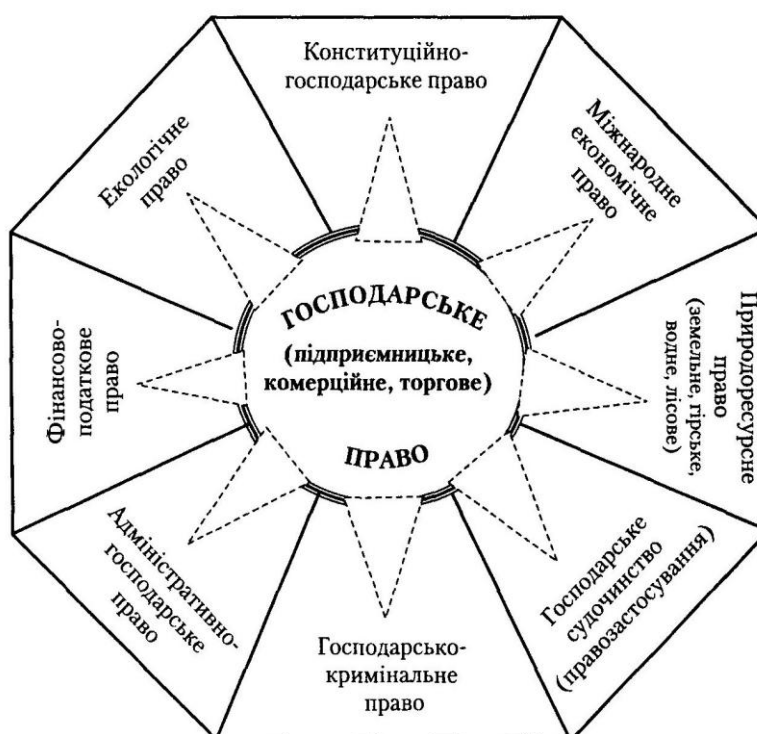 Конституційно-
господарське право
Міжнародне
економічне
право
Природоресурсне
право
(земельне, гірське,
водне, лісове)
Господарське
судочинство
(правозастосування)
Господарсько-
кримінальне
право
Адміністративно-
господарське
право
Фінансово-
податкове
право
Екологічне
право
ГОСПОДАРСЬКЕ
(підприємницьке,
комерційне, торгове)
ПРАВО